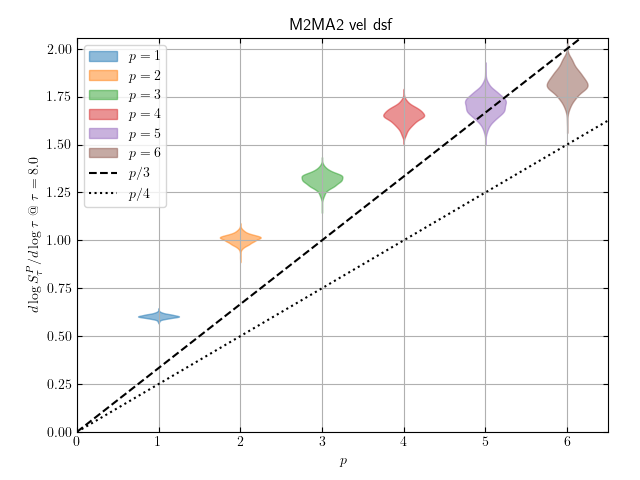 M2MA2 vel dsf
d log S_τ^P / d log τ @ τ = 8.0
2.00
1.75
1.50
1.25
1.00
0.75
0.50
0.25
0.00
p = 1
p = 2
p = 3
p = 4
p = 5
p = 6
p/3
p/4
0 1 2 3 4 5 6
p